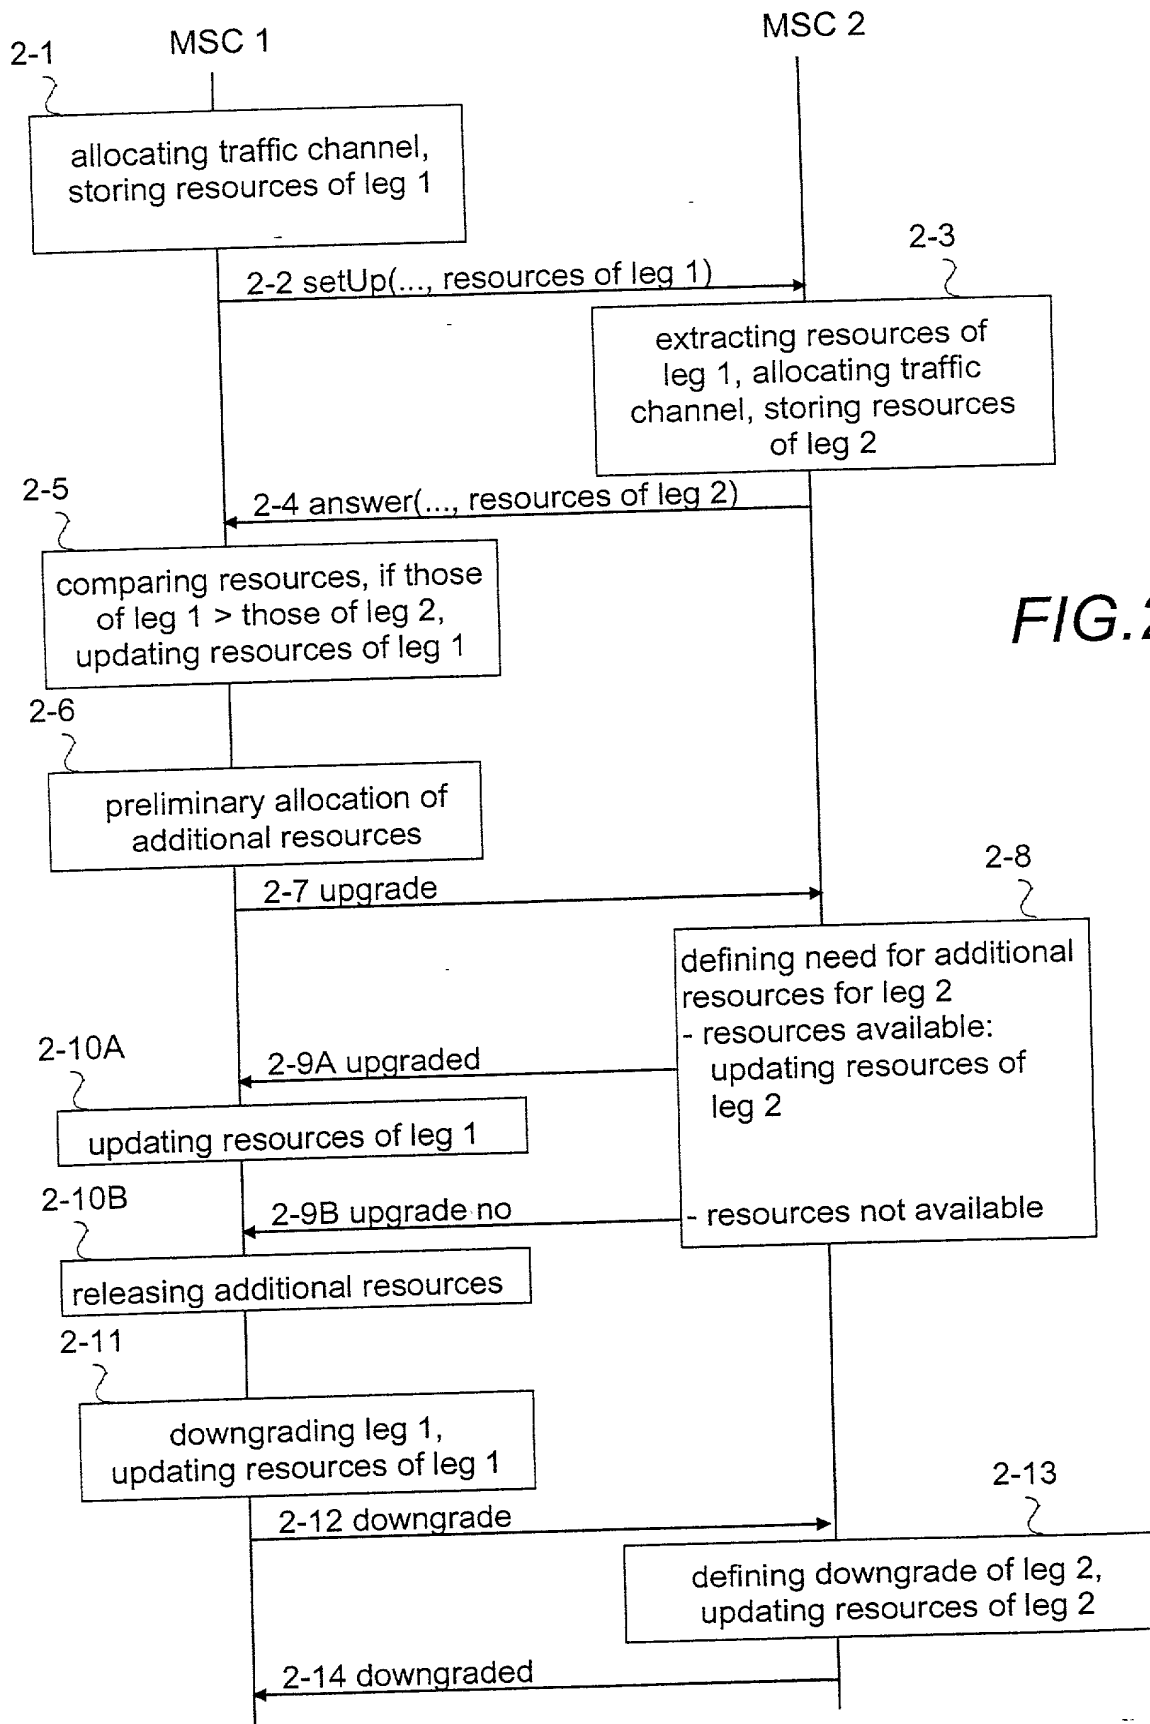 MSC 1
MSC 2
2-1
allocating traffic channel,
storing resources of leg 1
2-2 setUp(..., resources of leg 1)
2-3
extracting resources of
leg 1, allocating traffic
channel, storing resources
of leg 2
2-4 answer(..., resources of leg 2)
2-5
comparing resources, if those
of leg 1 > those of leg 2,
updating resources of leg 1
FIG.2
2-6
preliminary allocation of
additional resources
2-7 upgrade
2-8
defining need for additional
resources for leg 2
- resources available:
updating resources of
leg 2
2-9A upgraded
2-10A
updating resources of leg 1
2-9B upgrade no
- resources not available
2-10B
releasing additional resources
2-11
downgrading leg 1,
updating resources of leg 1
2-12 downgrade
2-13
defining downgrade of leg 2,
updating resources of leg 2
2-14 downgraded